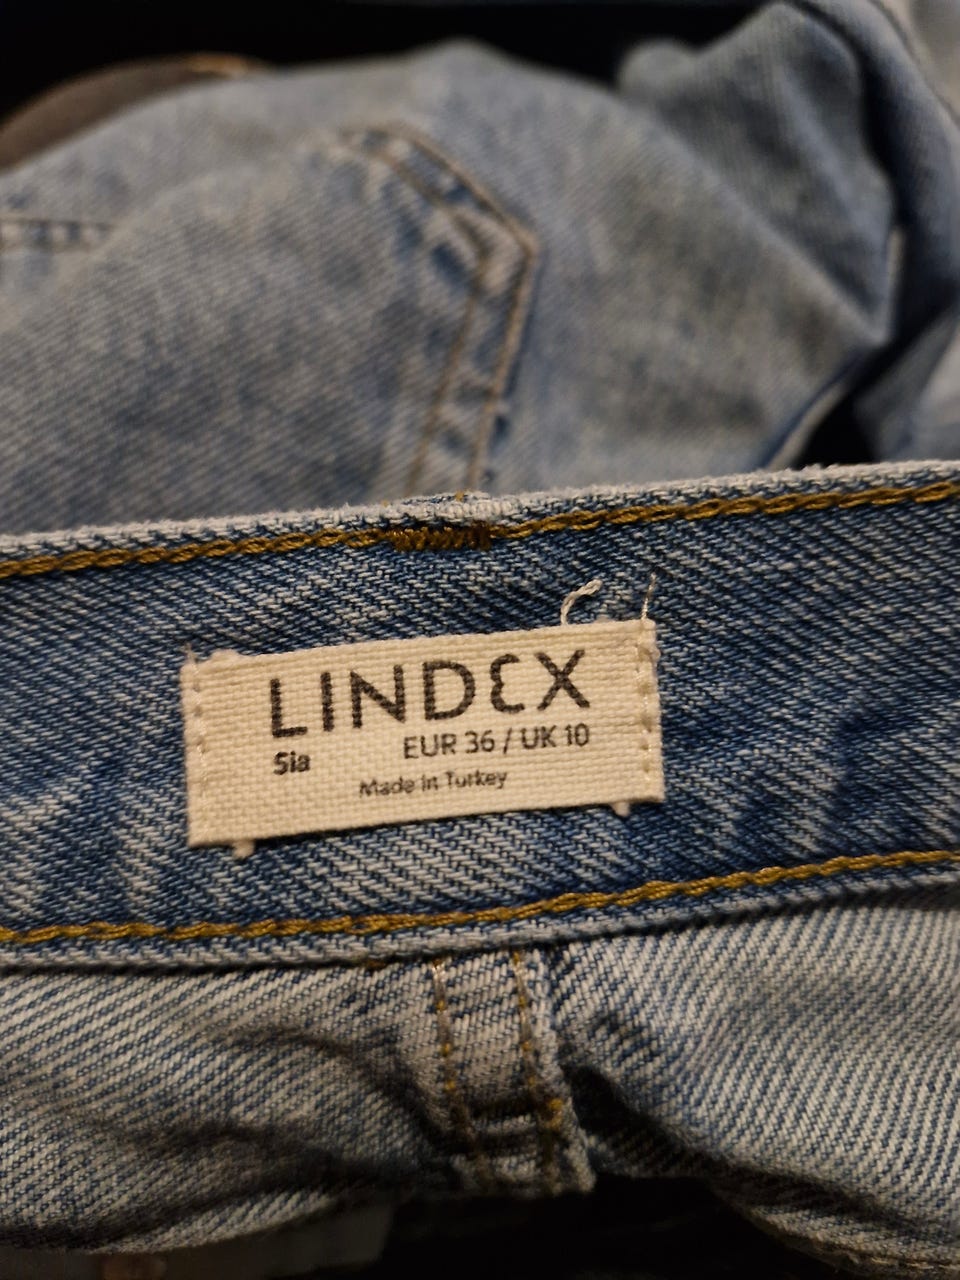 LINDEX
Sia EUR 36 / UK 10
Made in Turkey